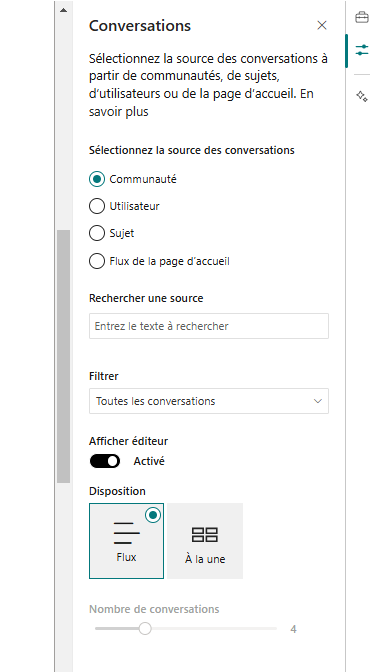 Conversations
Sélectionnez la source des conversations à
partir de communautés, de sujets,
d'utilisateurs ou de la page d'accueil. En
savoir plus
Sélectionnez la source des conversations
Communauté
Utilisateur
Sujet
Flux de la page d'accueil
Rechercher une source
Entrez le texte à rechercher
Filtrer
Toutes les conversations
Afficher éditeur
Activé
Disposition
Flux
À la une
Nombre de conversations
4